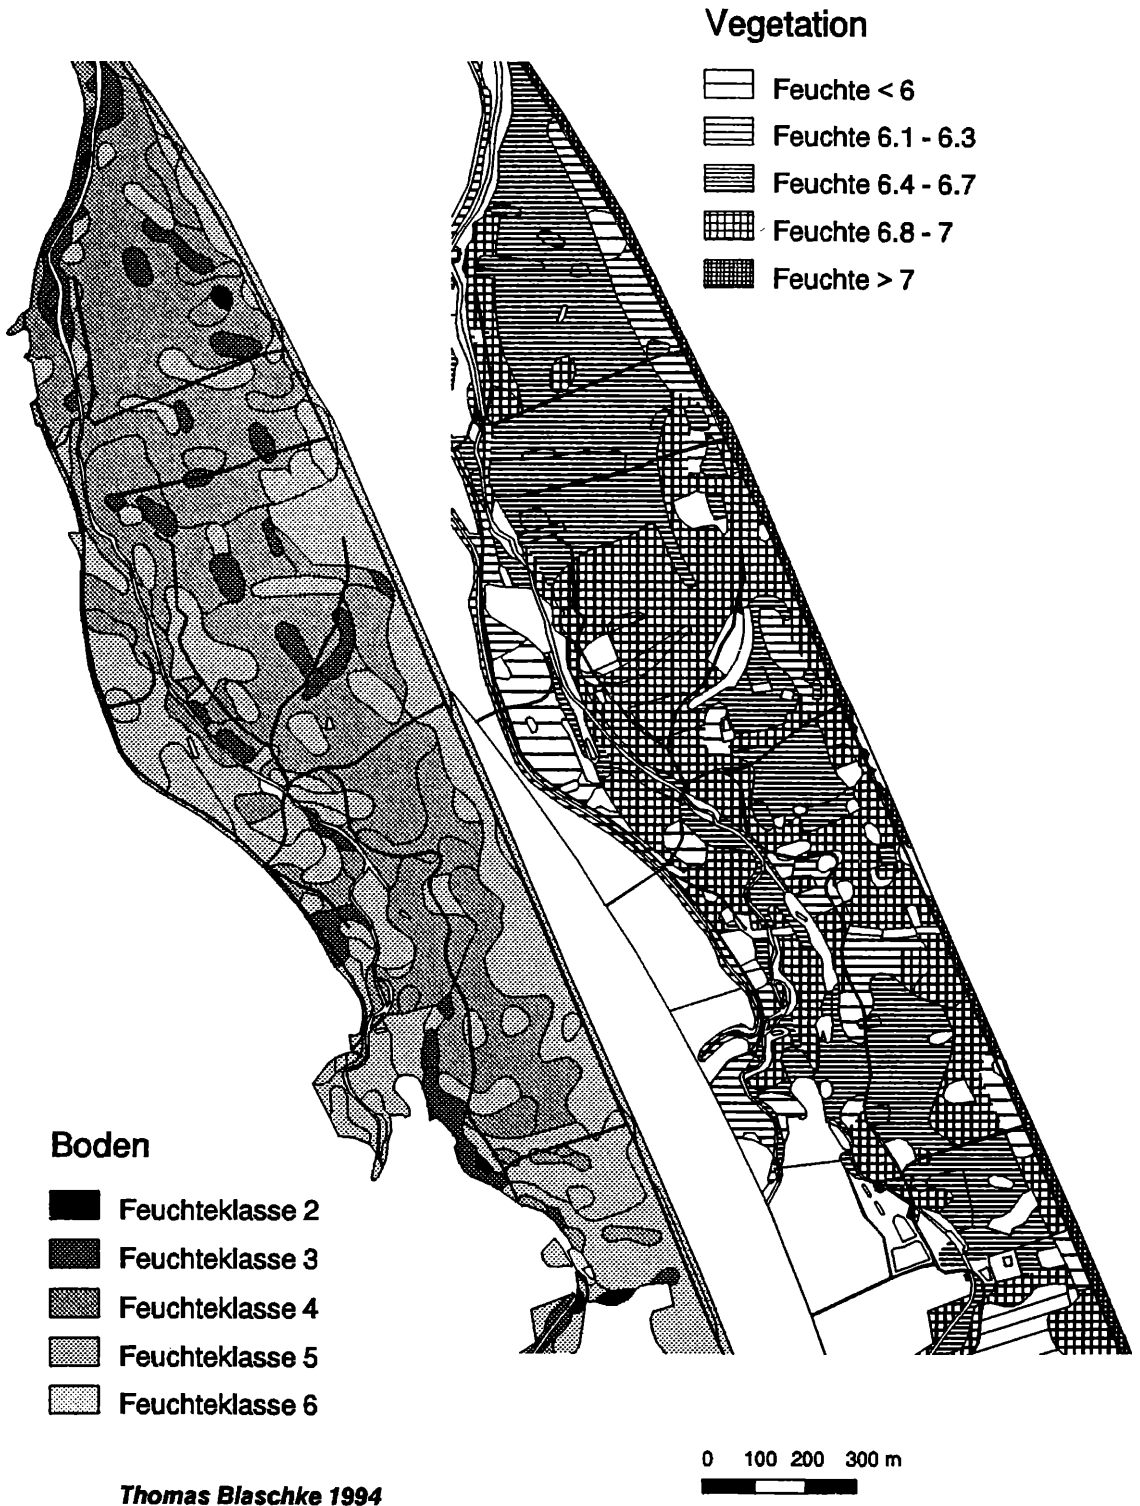 Vegetation
Feuchte < 6
Feuchte 6.1 - 6.3
Feuchte 6.4 - 6.7
Feuchte 6.8 - 7
Feuchte > 7
Boden
Feuchteklasse 2
Feuchteklasse 3
Feuchteklasse 4
Feuchteklasse 5
Feuchteklasse 6
0 100 200 300 m
Thomas Blaschke 1994